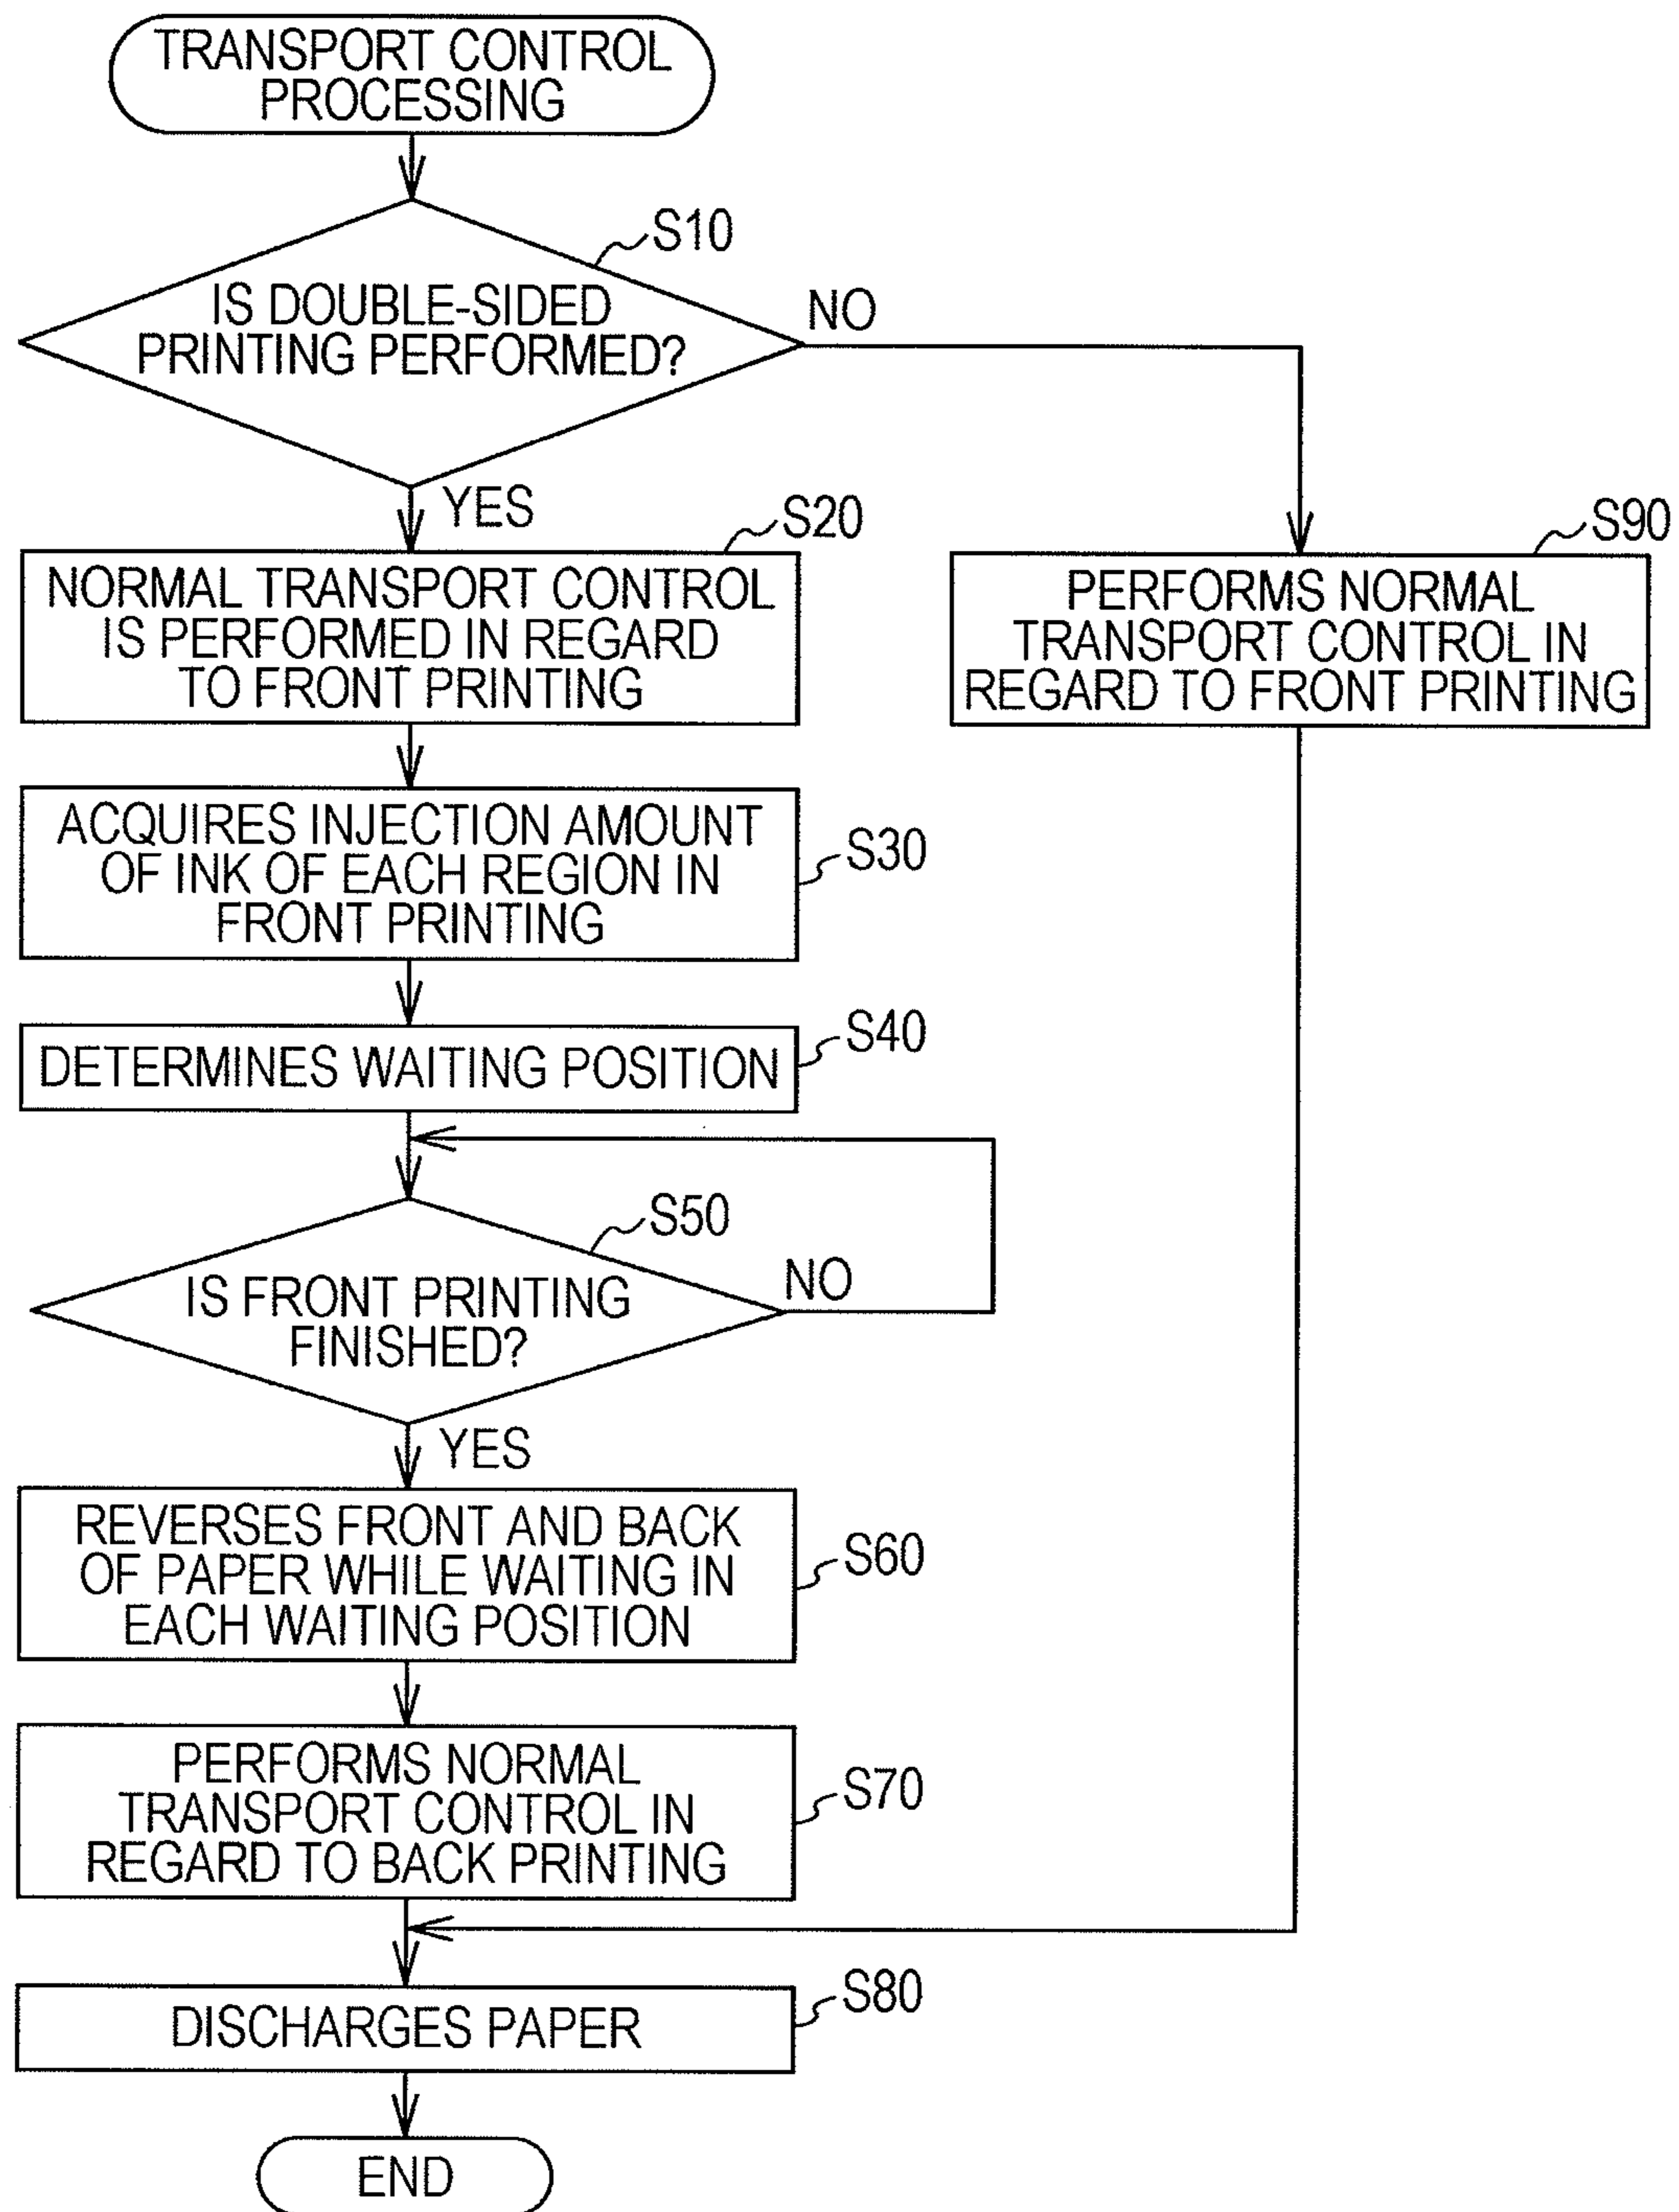 TRANSPORT CONTROL
PROCESSING
S10
IS DOUBLE-SIDED
PRINTING PERFORMED?
NO
YES
S20
NORMAL TRANSPORT CONTROL
IS PERFORMED IN REGARD
TO FRONT PRINTING
S90
PERFORMS NORMAL
TRANSPORT CONTROL IN
REGARD TO FRONT PRINTING
ACQUIRES INJECTION AMOUNT
OF INK OF EACH REGION IN
FRONT PRINTING
S30
DETERMINES WAITING POSITION
S40
S50
IS FRONT PRINTING
FINISHED?
NO
YES
REVERSES FRONT AND BACK
OF PAPER WHILE WAITING IN
EACH WAITING POSITION
S60
PERFORMS NORMAL
TRANSPORT CONTROL IN
REGARD TO BACK PRINTING
S70
DISCHARGES PAPER
S80
END